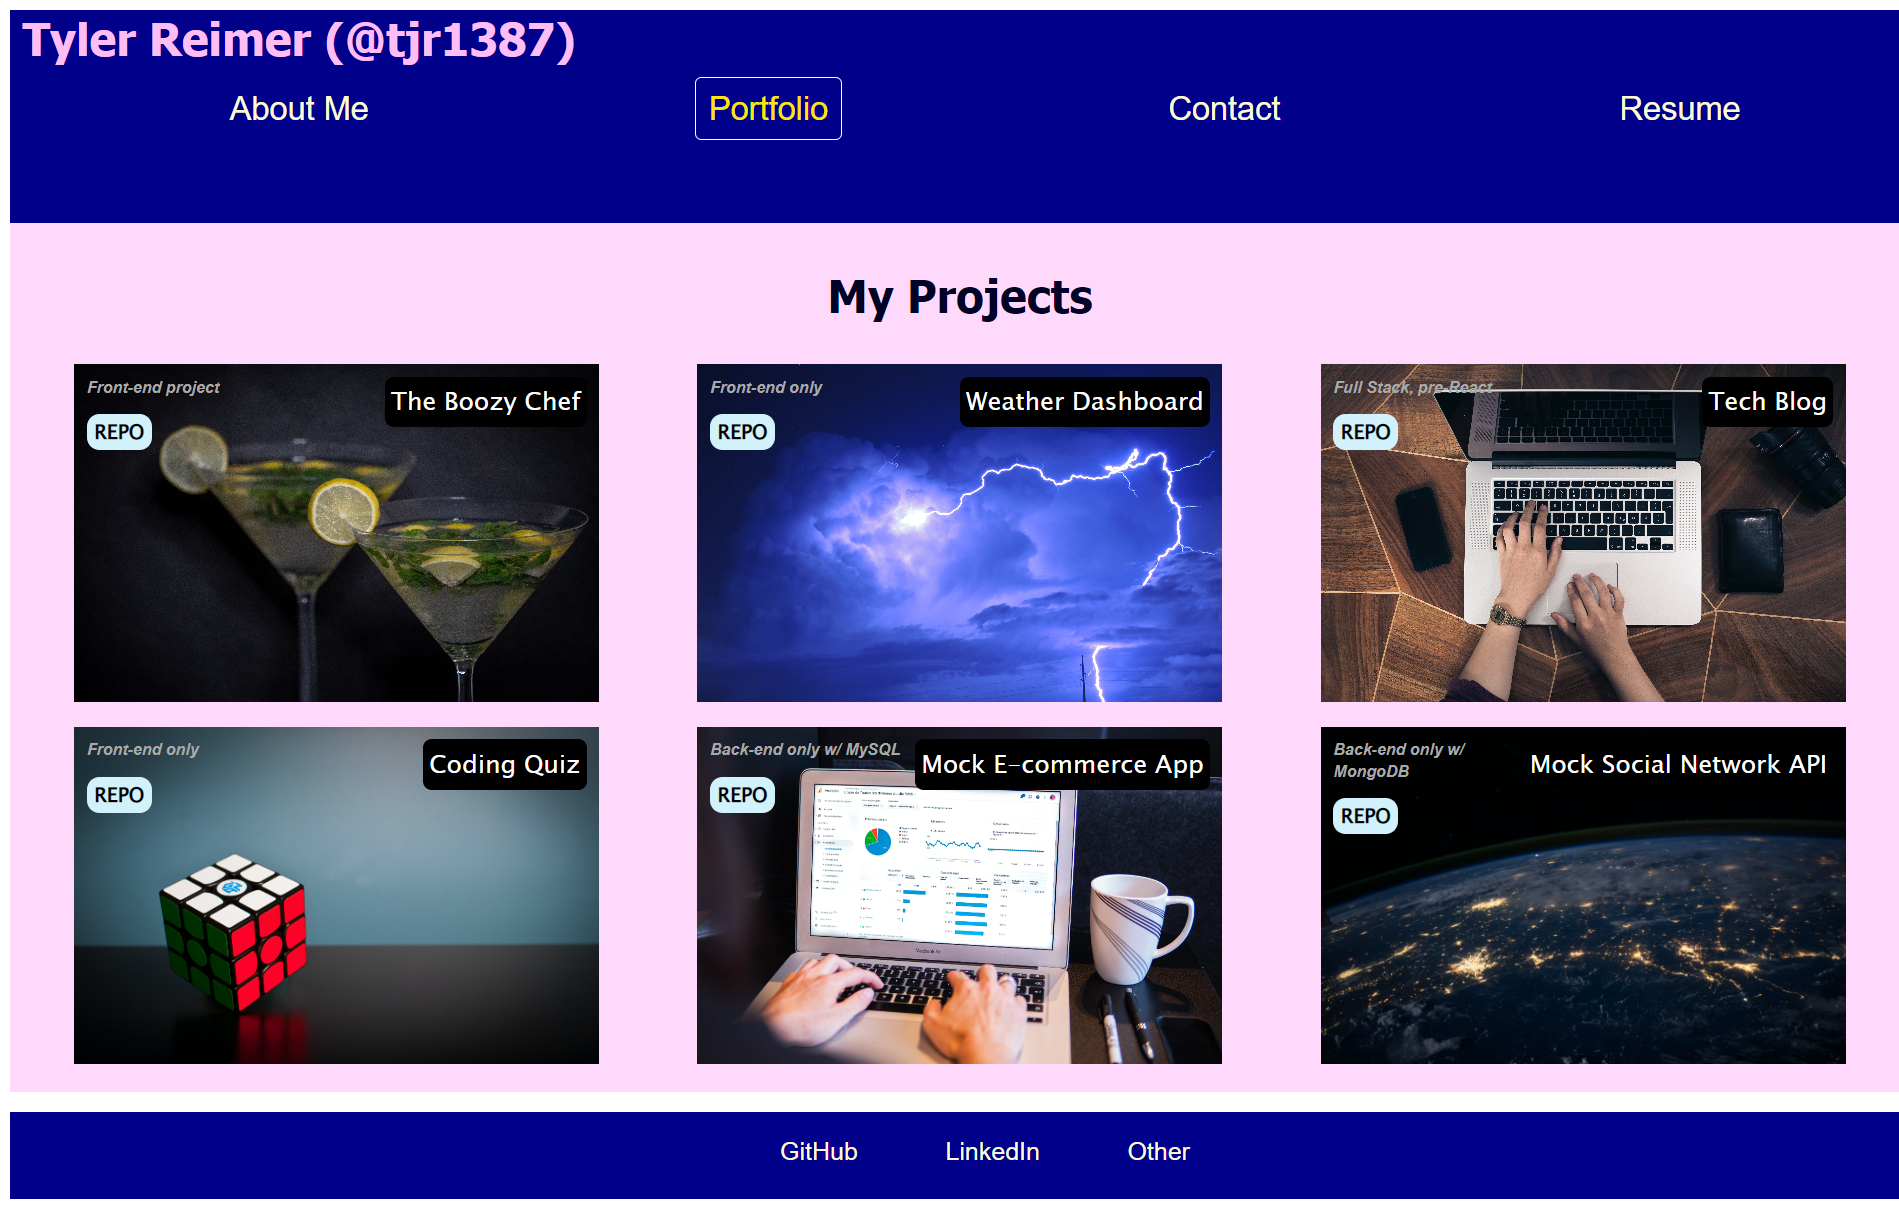 Tyler Reimer (@tjr1387)
About Me
Portfolio
Contact
Resume
My Projects
Front-end project
The Boozy Chef
REPO
Front-end only
Weather Dashboard
REPO
Full Stack, pre-React
Tech Blog
REPO
Front-end only
Coding Quiz
REPO
Back-end only w/ MySQL
Mock E-commerce App
REPO
Back-end only w/
MongoDB
Mock Social Network API
REPO
GitHub
LinkedIn
Other